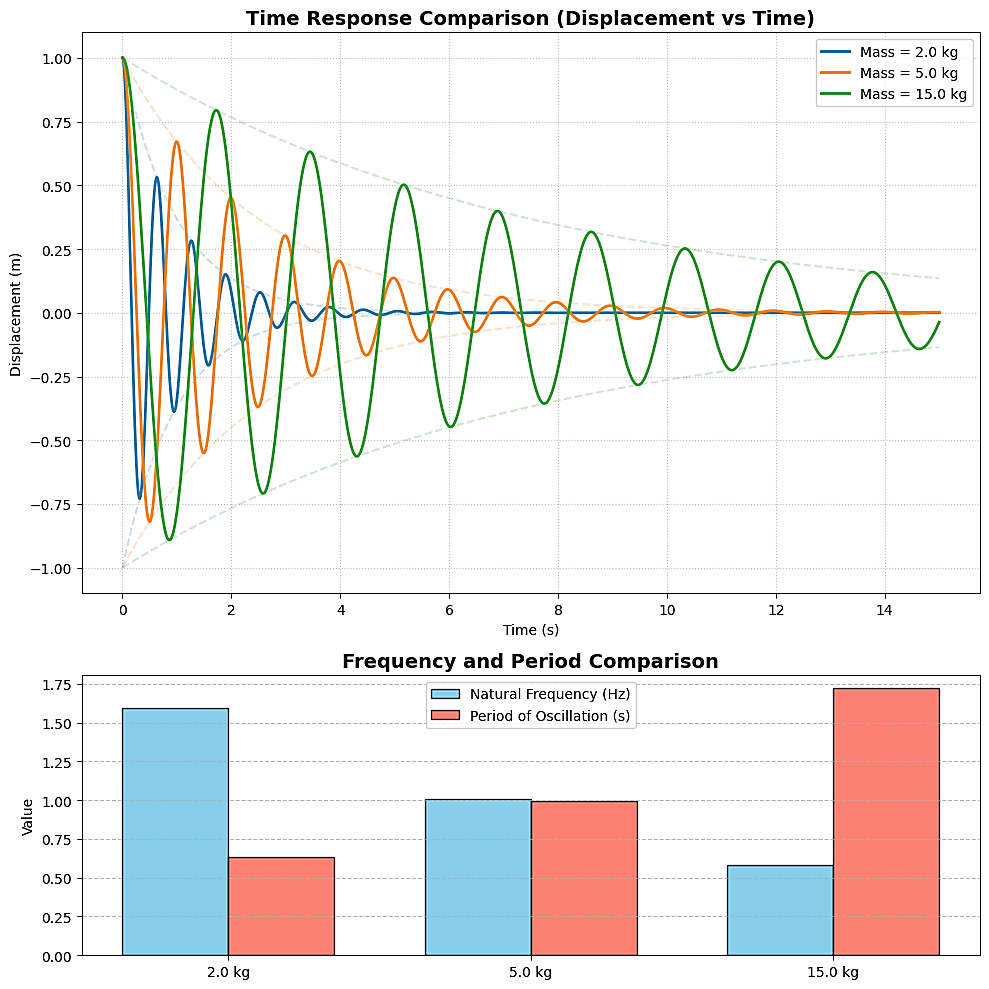 Time Response Comparison (Displacement vs Time)
Mass = 2.0 kg
Mass = 5.0 kg
Mass = 15.0 kg
Displacement (m)
1.00
0.75
0.50
0.25
0.00
−0.25
−0.50
−0.75
−1.00
0 2 4 6 8 10 12 14
Time (s)
Frequency and Period Comparison
Natural Frequency (Hz)
Period of Oscillation (s)
Value
1.75
1.50
1.25
1.00
0.75
0.50
0.25
0.00
2.0 kg 5.0 kg 15.0 kg